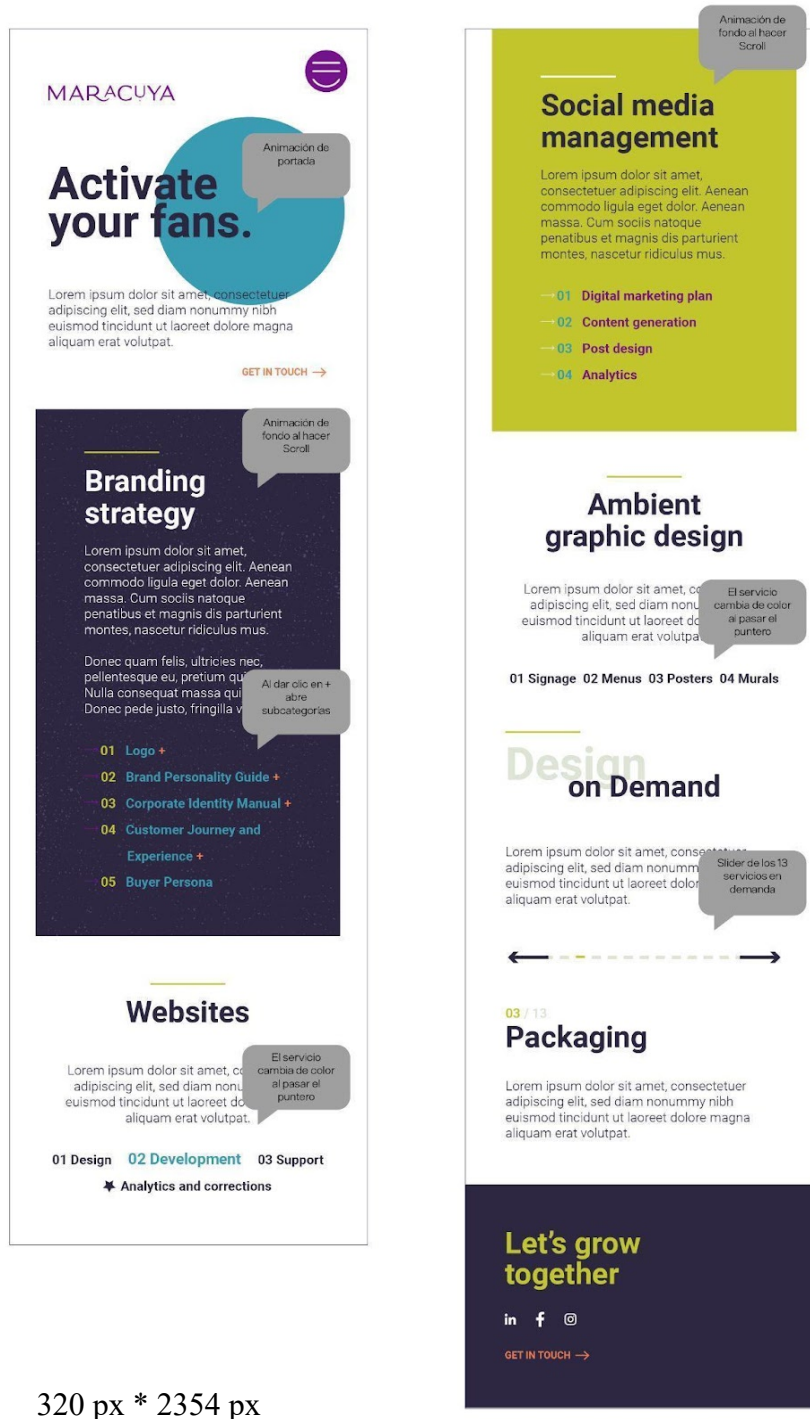 MARACUYA
Animación de
portada
Activate
your fans.
Lorem ipsum dolor sit amet, consectetuer
adipiscing elit, sed diam nonummy nibh
euismod tincidunt ut laoreet dolore magna
aliquam erat volutpat.
GET IN TOUCH →
Animación de
fondo al hacer
Scroll
Branding
strategy
Lorem ipsum dolor sit amet,
consectetuer adipiscing elit. Aenean
commodo ligula eget dolor. Aenean
massa. Cum sociis natoque
penatibus et magnis dis parturient
montes, nascetur ridiculus mus.
Donec quam felis, ultricies nec,
pellentesque eu, pretium qu
Nulla consequat massa qui
Donec pede justo, fringilla v
Al dar clic en +
abre
subcategorías
→01 Logo +
→02 Brand Personality Guide +
→03 Corporate Identity Manual +
→04 Customer Journey and
Experience +
→05 Buyer Persona
Websites
Lorem ipsum dolor sit amet, co
adipiscing elit, sed diam nonu
euismod tincidunt ut laoreet do
aliquam erat volutpat.
El servicio
cambia de color
al pasar el
puntero
01 Design 02 Development 03 Support
★ Analytics and corrections
320 px * 2354 px
Animación de
fondo al hacer
Scroll
Social media
management
Lorem ipsum dolor sit amet,
consectetuer adipiscing elit. Aenean
commodo ligula eget dolor. Aenean
massa. Cum sociis natoque
penatibus et magnis dis parturient
montes, nascetur ridiculus mus.
→01 Digital marketing plan
→02 Content generation
→03 Post design
→04 Analytics
Ambient
graphic design
Lorem ipsum dolor sit amet, co
adipiscing elit, sed diam nonu
euismod tincidunt ut laoreet do
aliquam erat volutpa
El servicio
cambia de color
al pasar el
puntero
01 Signage 02 Menus 03 Posters 04 Murals
Design
on Demand
Lorem ipsum dolor sit amet, consectetuer
adipiscing elit, sed diam nonumm
euismod tincidunt ut laoreet dolor
aliquam erat volutpat.
Slider de los 13
servicios en
demanda
03 / 13
Packaging
Lorem ipsum dolor sit amet, consectetuer
adipiscing elit, sed diam nonummy nibh
euismod tincidunt ut laoreet dolore magna
aliquam erat volutpat.
Let's grow
together
in f
GET IN TOUCH →